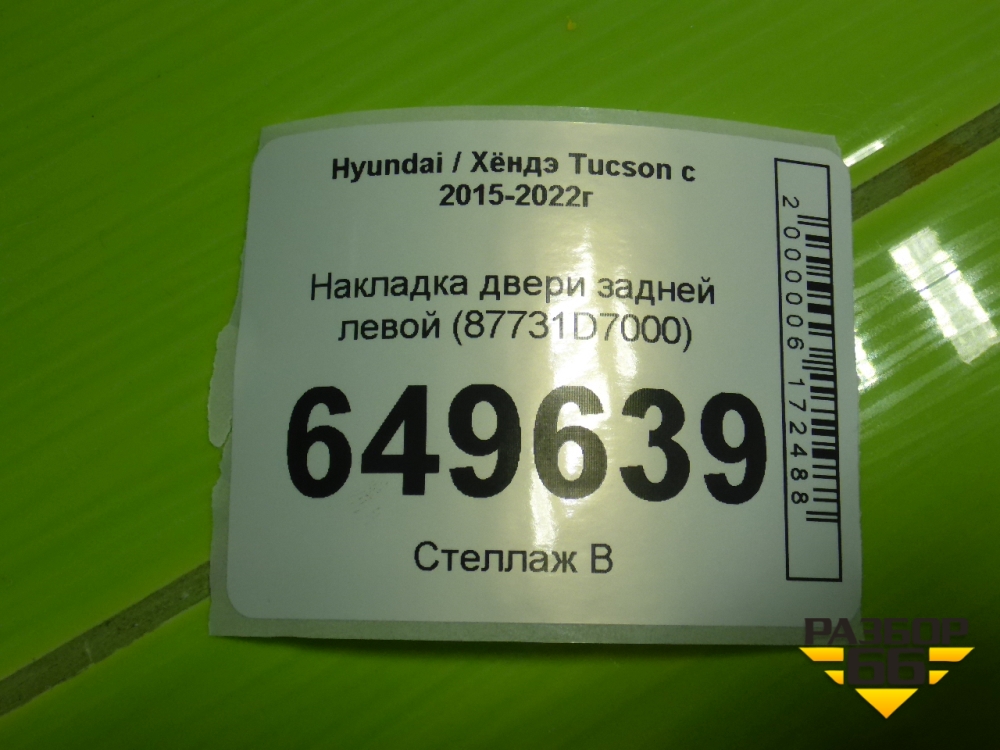 Hyundai / Хёндэ Tucson с
2015-2022г
Накладка двери задней
левой (87731D7000)
649639
Стеллаж В
2000006172488
РАЗБОР
66